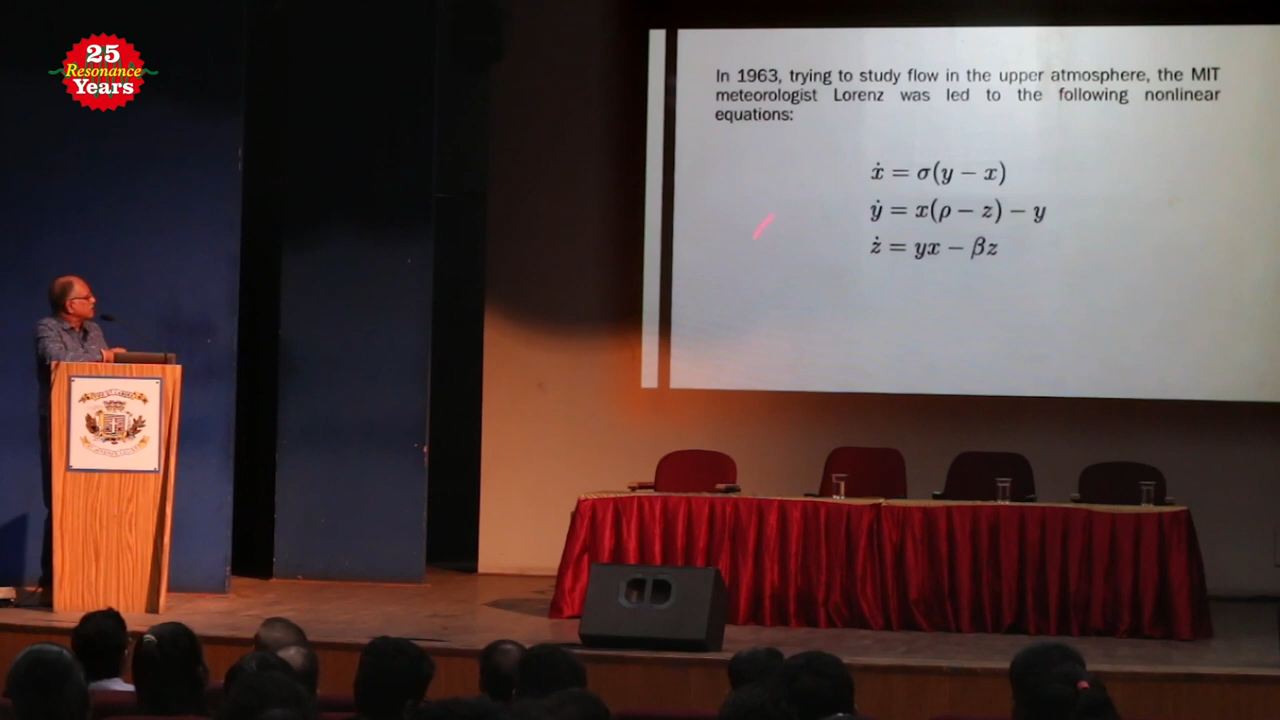 25
Resonance
Years
In 1963, trying to study flow in the upper atmosphere, the MIT
meteorologist Lorenz was led to the following nonlinear
equations:
ẋ = σ(y − x)
ẏ = x(ρ − z) − y
ż = yx − βz